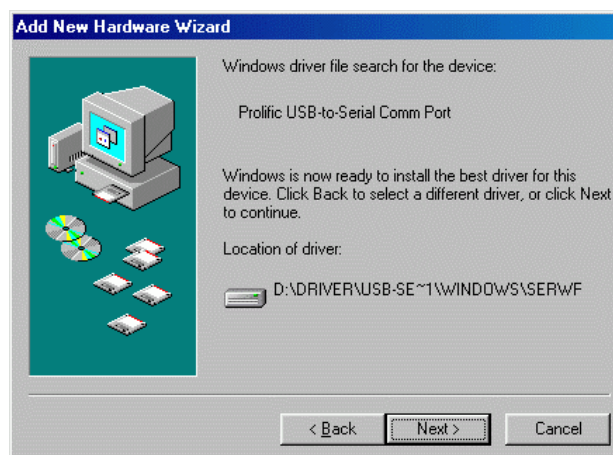 Add New Hardware Wizard
Windows driver file search for the device:
Prolific USB-to-Serial Comm Port
Windows is now ready to install the best driver for this
device. Click Back to select a different driver, or click Next
to continue.
Location of driver:
D:\DRIVER\USB-SE~1\WINDOWS\SERWF
< Back
Next >
Cancel